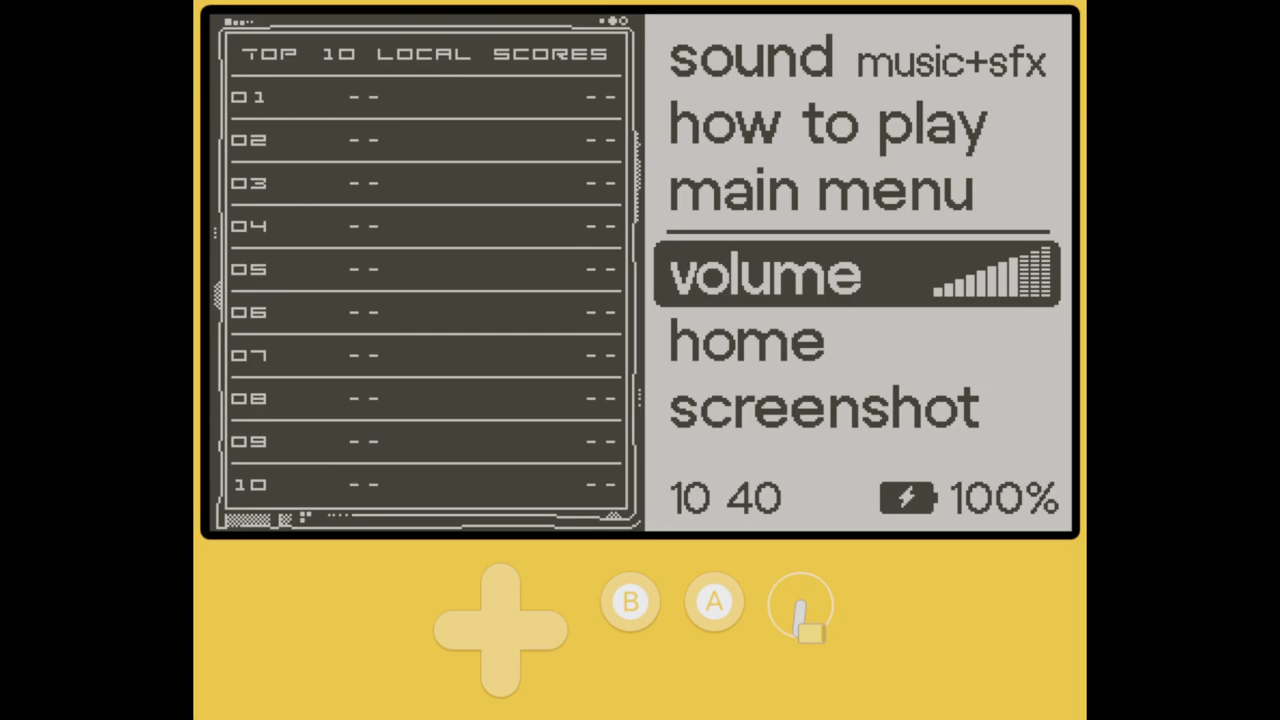 TOP 10 LOCAL SCORES
01 -- --
02 -- --
03 -- --
04 -- --
05 -- --
06 -- --
07 -- --
08 -- --
09 -- --
10 -- --
sound music+sfx
how to play
main menu
volume
home
screenshot
10 40 100%
B A